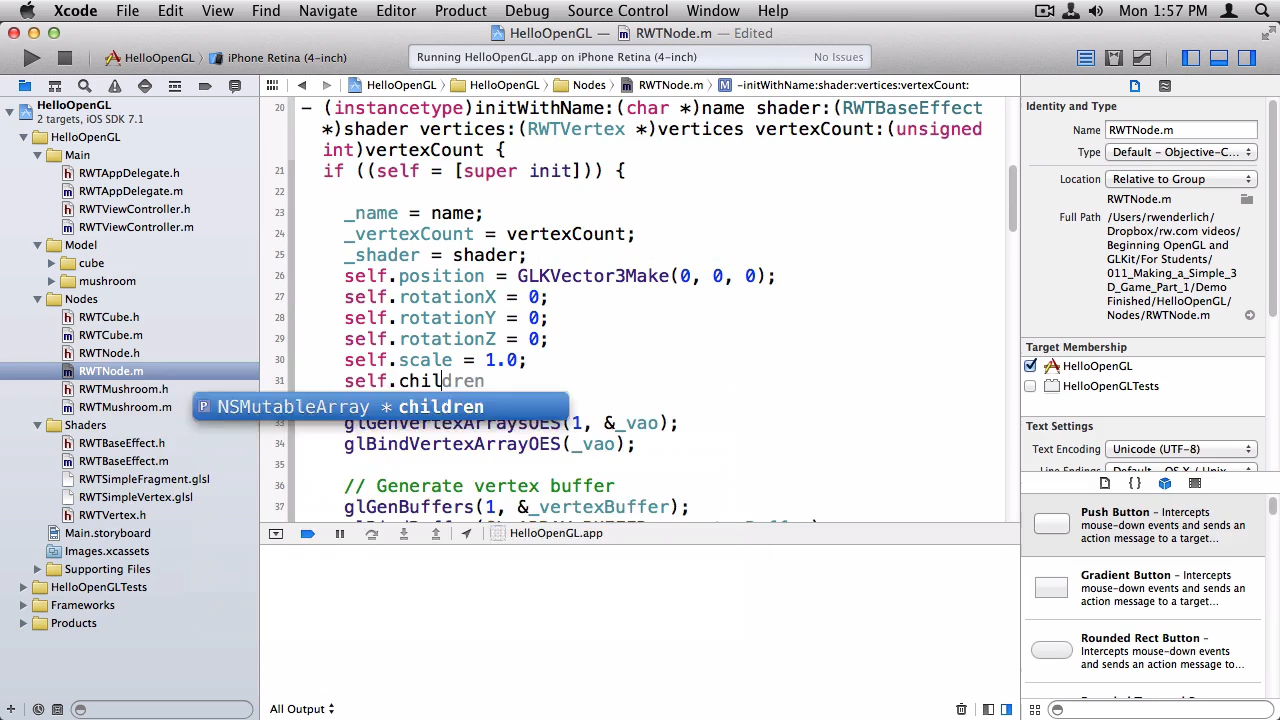 Xcode File Edit View Find Navigate Editor Product Debug Source Control Window Help Mon 1:57 PM
HelloOpenGL — RWTNode.m — Edited
HelloOpenGL iPhone Retina (4-inch) Running HelloOpenGL.app on iPhone Retina (4-inch) No Issues
HelloOpenGL HelloOpenGL Nodes RWTNode.m M -initWithName:shader:vertices:vertexCount:
HelloOpenGL
2 targets, iOS SDK 7.1
HelloOpenGL
Main
h RWTAppDelegate.h
m RWTAppDelegate.m
h RWTViewController.h
m RWTViewController.m
Model
cube
mushroom
Nodes
h RWTCube.h
m RWTCube.m
h RWTNode.h
m RWTNode.m
h RWTMushroom.h
m RWTMushroom.m
Shaders
h RWTBaseEffect.h
m RWTBaseEffect.m
RWTSimpleFragment.glsl
RWTSimpleVertex.glsl
h RWTVertex.h
Main.storyboard
Images.xcassets
Supporting Files
HelloOpenGLTests
Frameworks
Products
20 - (instancetype)initWithName:(char *)name shader:(RWTBaseEffect
*)shader vertices:(RWTVertex *)vertices vertexCount:(unsigned
int)vertexCount {
21 if ((self = [super init])) {
22
23 _name = name;
24 _vertexCount = vertexCount;
25 _shader = shader;
26 self.position = GLKVector3Make(0, 0, 0);
27 self.rotationX = 0;
28 self.rotationY = 0;
29 self.rotationZ = 0;
30 self.scale = 1.0;
31 self.children
P NSMutableArray * children
33 glGenVertexArraysOES(1, &_vao);
34 glBindVertexArrayOES(_vao);
35
36 // Generate vertex buffer
37 glGenBuffers(1, &_vertexBuffer);
HelloOpenGL.app
All Output
Identity and Type
Name RWTNode.m
Type Default - Objective-C...
Location Relative to Group
RWTNode.m
Full Path /Users/rwenderlich/
Dropbox/rw.com videos/
Beginning OpenGL and
GLKit/For Students/
011_Making_a_Simple_3
D_Game_Part_1/Demo
Finished/HelloOpenGL/
Nodes/RWTNode.m
Target Membership
HelloOpenGL
HelloOpenGLTests
Text Settings
Text Encoding Unicode (UTF-8)
Push Button - Intercepts
mouse-down events and sends an
action message to a target...
Gradient Button - Intercepts
mouse-down events and sends an
action message to a target...
Rounded Rect Button -
Intercepts mouse-down events
and sends an action message to...